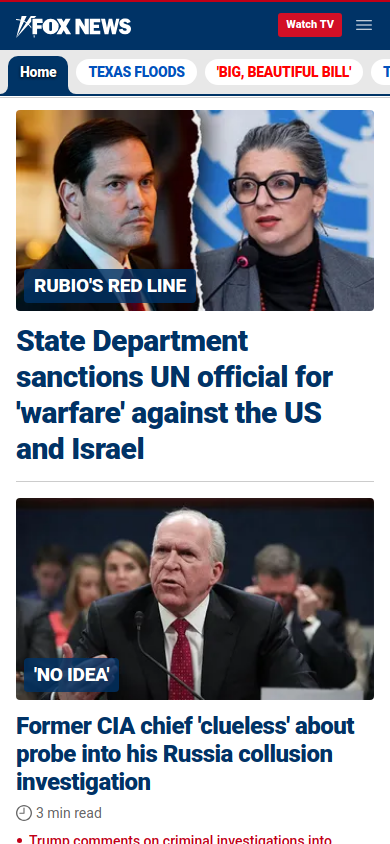 FOX NEWS
Watch TV
Home
TEXAS FLOODS
'BIG, BEAUTIFUL BILL'
T
RUBIO'S RED LINE
State Department
sanctions UN official for
'warfare' against the US
and Israel
'NO IDEA'
Former CIA chief 'clueless' about
probe into his Russia collusion
investigation
3 min read
• Trump comments on criminal investigations into